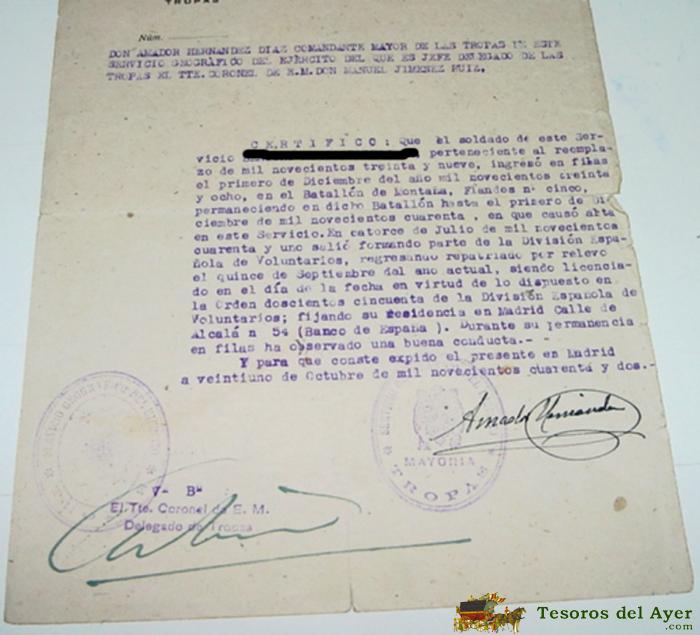 TROPAS
Núm.
DON AMADOR HERNANDEZ DIAZ COMANDANTE MAYOR DE LAS TROPAS DE ESTE
SERVICIO GEOGRÁFICO DEL EJÉRCITO DEL QUE ES JEFE DELEGADO DE LAS
TROPAS EL TTE. CORONEL DE E.M. DON MANUEL JIMENEZ RUIZ,
C E R T I F I C O : Que el soldado de este Ser-
vicio perteneciente al reempla-
zo de mil novecientos treinta y nueve, ingresó en filas
el primero de Diciembre del año mil novecientos treinta
y ocho, en el Batallón de Montaña, Flandes nº cinco,
permaneciendo en dicho Batallón hasta el primero de Di
ciembre de mil novecientos cuarenta, en que causó alta
en este Servicio. En catorce de Julio de mil novecientos
cuarenta y uno salió formando parte de la División Espa-
ñola de Voluntarios, regresando repatriado por relevo
el quince de Septiembre del año actual, siendo licencia-
do en el día de la fecha en virtud de lo dispuesto en
la Orden doscientos cincuenta de la División Española de
Voluntarios; fijando su residencia en Madrid Calle de
Alcalá n 54 (Banco de España ). Durante su permanencia
en filas ha observado una buena conducta.-
Y para que conste expido el presente en Madrid
a veintiuno de Octubre de mil novecientos cuarenta y dos.-
Amador Hernandez
MAYORIA
TROPAS
Vº Bº
El Tte. Coronel de E. M.
Delegado de Tropas
Tesoros del Ayer
.com